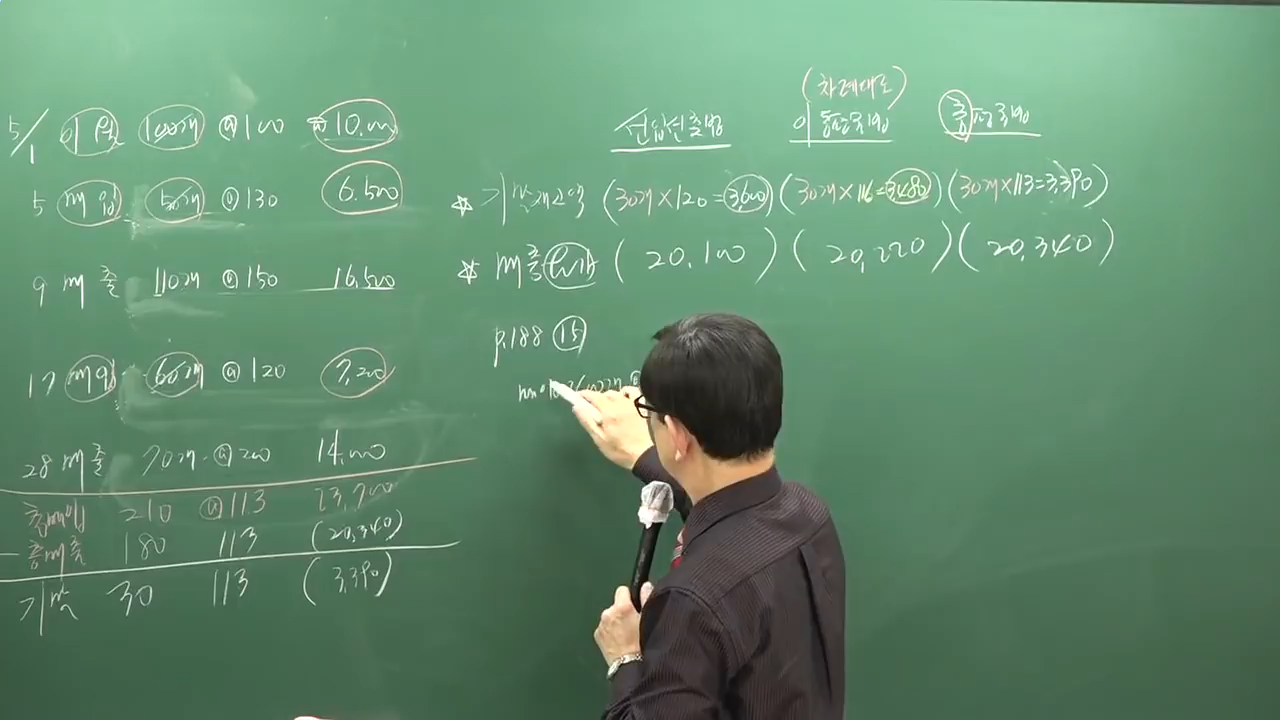 5/1 이월 100개 @100 10,000
5 매입 50개 @130 6,500
9 매출 110개 @150 16,500
17 매입 60개 @120 7,200
28 매출 70개 @200 14,000
총매입 210 @113 23,700
총매출 180 113 (20,340)
기말 30 113 (3,390)
(차례대로)
선입선출법 이동평균법 총평균법
☆ 기말재고액 (30개×120=3,600) (30개×116=3,480) (30개×113=3,390)
☆ 매출원가 (20,100) (20,220) (20,340)
p.188 ⑮